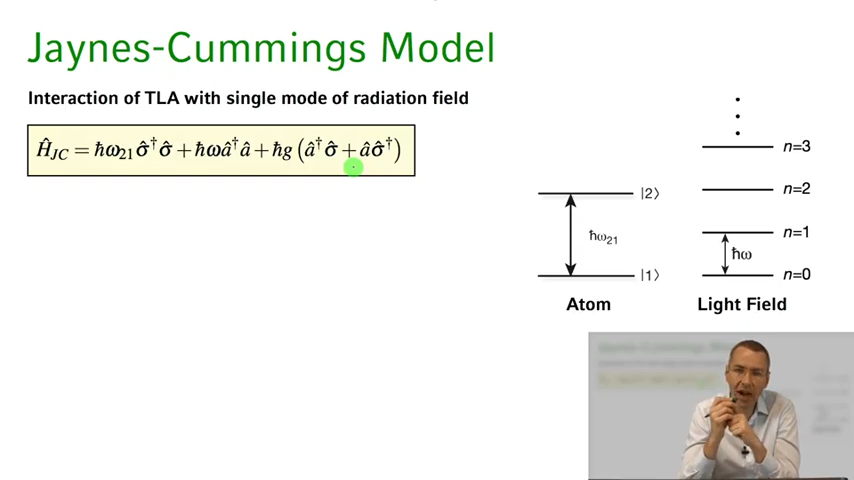 Jaynes-Cummings Model
Interaction of TLA with single mode of radiation field
Ĥ_JC = ħω₂₁σ̂†σ̂ + ħωâ†â + ħg (â†σ̂ + âσ̂†)
n=3
|2⟩
n=2
ħω₂₁
n=1
ħω
|1⟩
n=0
Atom
Light Field